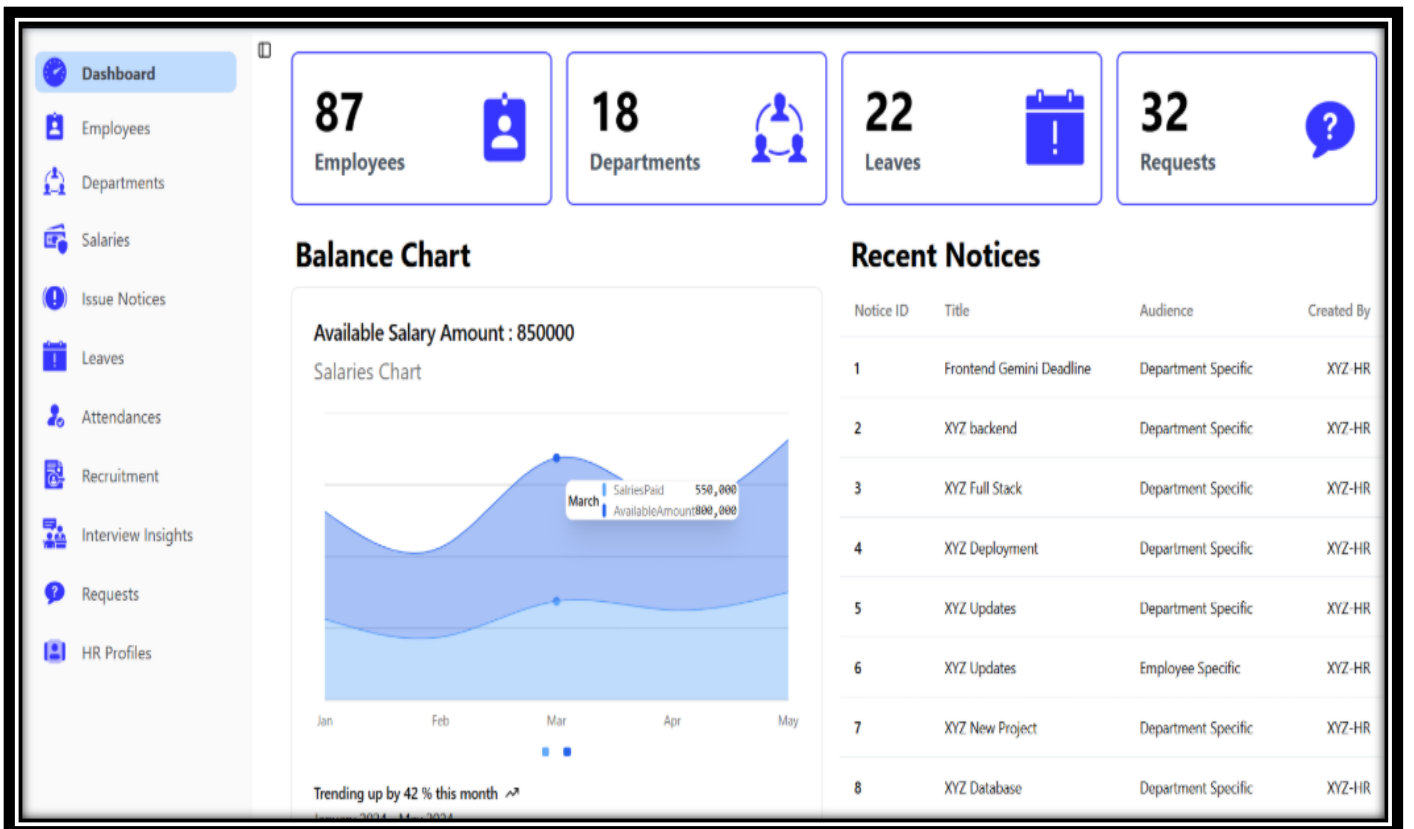 Dashboard
Employees
Departments
Salaries
Issue Notices
Leaves
Attendances
Recruitment
Interview Insights
Requests
HR Profiles
87
Employees
18
Departments
22
Leaves
32
Requests
Balance Chart
Available Salary Amount : 850000
Salaries Chart
March
SalriesPaid 550,000
AvailableAmount 800,000
Jan Feb Mar Apr May
Trending up by 42 % this month
January 2024 - May 2024
Recent Notices
Notice ID Title Audience Created By
1 Frontend Gemini Deadline Department Specific XYZ-HR
2 XYZ backend Department Specific XYZ-HR
3 XYZ Full Stack Department Specific XYZ-HR
4 XYZ Deployment Department Specific XYZ-HR
5 XYZ Updates Department Specific XYZ-HR
6 XYZ Updates Employee Specific XYZ-HR
7 XYZ New Project Department Specific XYZ-HR
8 XYZ Database Department Specific XYZ-HR